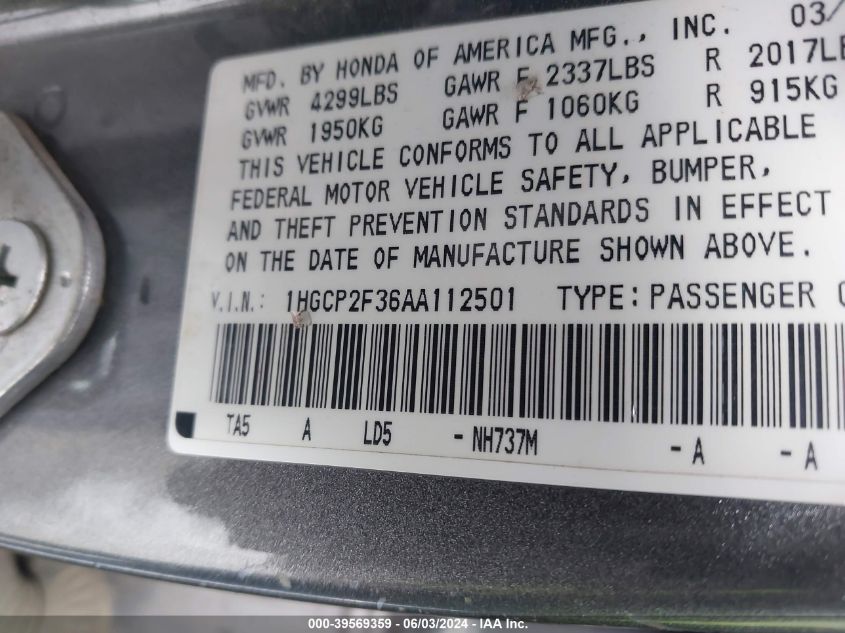 MFD. BY HONDA OF AMERICA MFG., INC. 03/
GVWR 4299LBS GAWR F 2337LBS R 2017LB
GVWR 1950KG GAWR F 1060KG R 915KG
THIS VEHICLE CONFORMS TO ALL APPLICABLE
FEDERAL MOTOR VEHICLE SAFETY, BUMPER,
AND THEFT PREVENTION STANDARDS IN EFFECT
ON THE DATE OF MANUFACTURE SHOWN ABOVE.
V.I.N.: 1HGCP2F36AA112501 TYPE: PASSENGER
TA5 A LD5 - NH737M - A - A
000-39569359 - 06/03/2024 - IAA Inc.